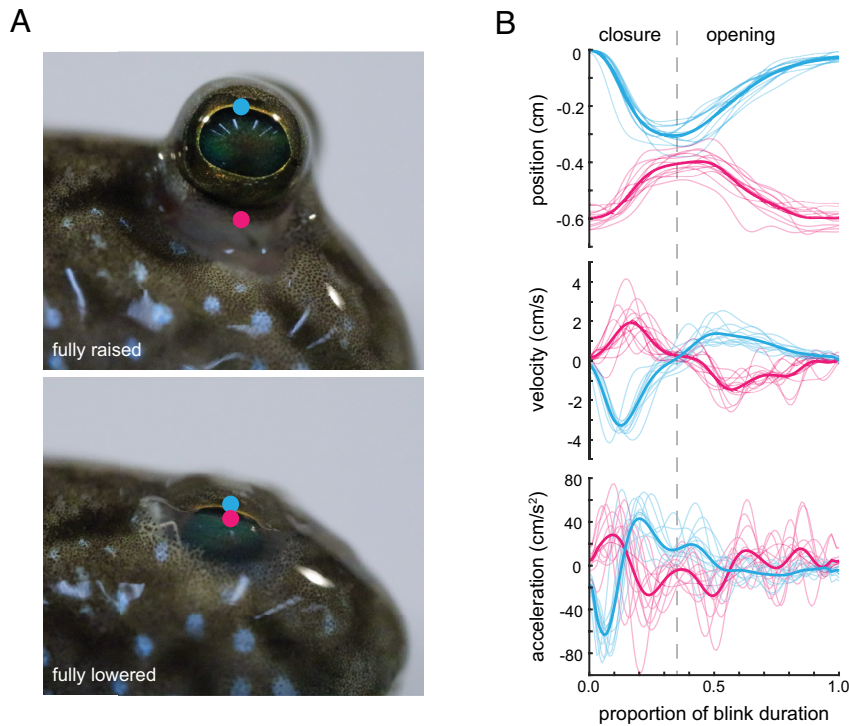 A
fully raised
fully lowered
B
closure opening
position (cm)
0
-0.2
-0.4
-0.6
velocity (cm/s)
4
2
0
-2
-4
acceleration (cm/s²)
80
40
0
-40
-80
0.0 0.5 1.0
proportion of blink duration